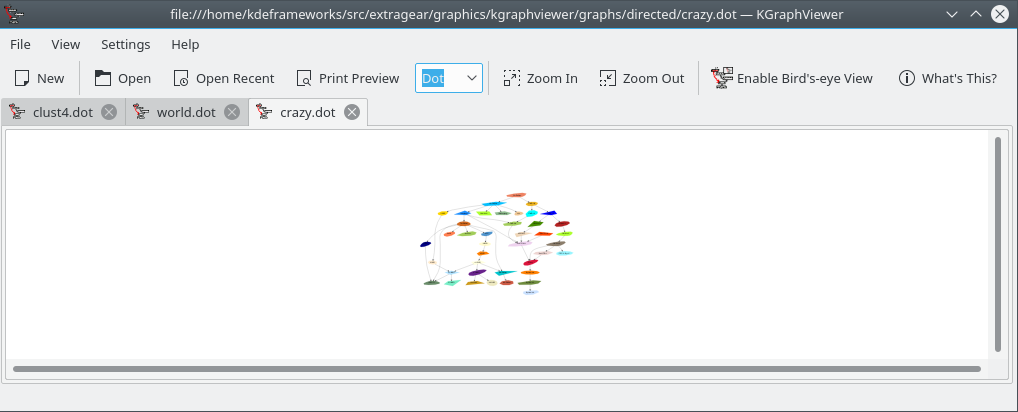 file:///home/kdeframeworks/src/extragear/graphics/kgraphviewer/graphs/directed/crazy.dot — KGraphViewer
File View Settings Help
New Open Open Recent Print Preview Dot Zoom In Zoom Out Enable Bird's-eye View What's This?
clust4.dot world.dot crazy.dot